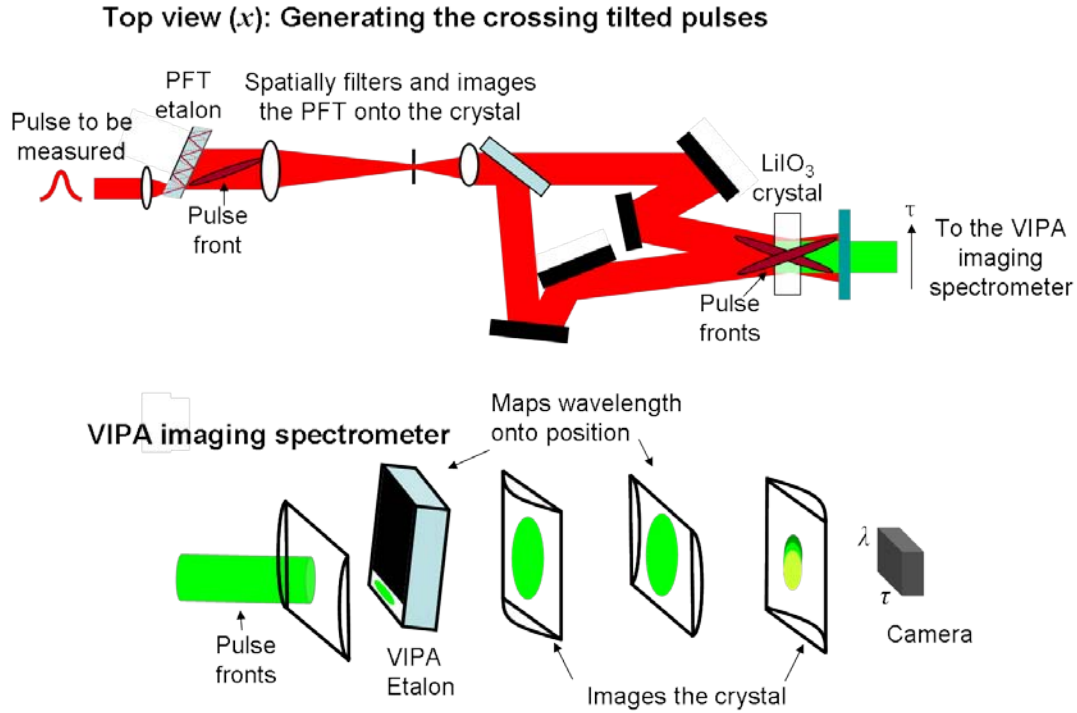 Top view (x): Generating the crossing tilted pulses
PFT
etalon
Spatially filters and images
the PFT onto the crystal
Pulse to be
measured
Pulse
front
LiIO₃
crystal
τ
To the VIPA
imaging
spectrometer
Pulse
fronts
VIPA imaging spectrometer
Maps wavelength
onto position
Pulse
fronts
VIPA
Etalon
Images the crystal
λ
τ
Camera